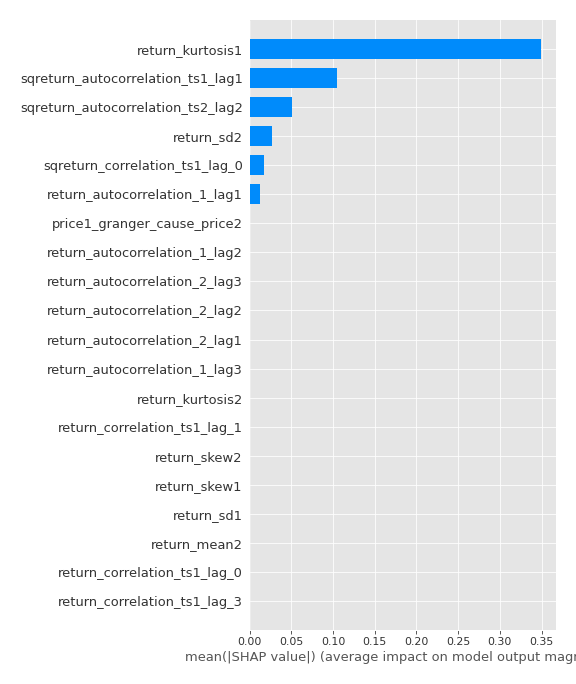 return_kurtosis1
sqreturn_autocorrelation_ts1_lag1
sqreturn_autocorrelation_ts2_lag2
return_sd2
sqreturn_correlation_ts1_lag_0
return_autocorrelation_1_lag1
price1_granger_cause_price2
return_autocorrelation_1_lag2
return_autocorrelation_2_lag3
return_autocorrelation_2_lag2
return_autocorrelation_2_lag1
return_autocorrelation_1_lag3
return_kurtosis2
return_correlation_ts1_lag_1
return_skew2
return_skew1
return_sd1
return_mean2
return_correlation_ts1_lag_0
return_correlation_ts1_lag_3
0.00 0.05 0.10 0.15 0.20 0.25 0.30 0.35
mean(|SHAP value|) (average impact on model output magn